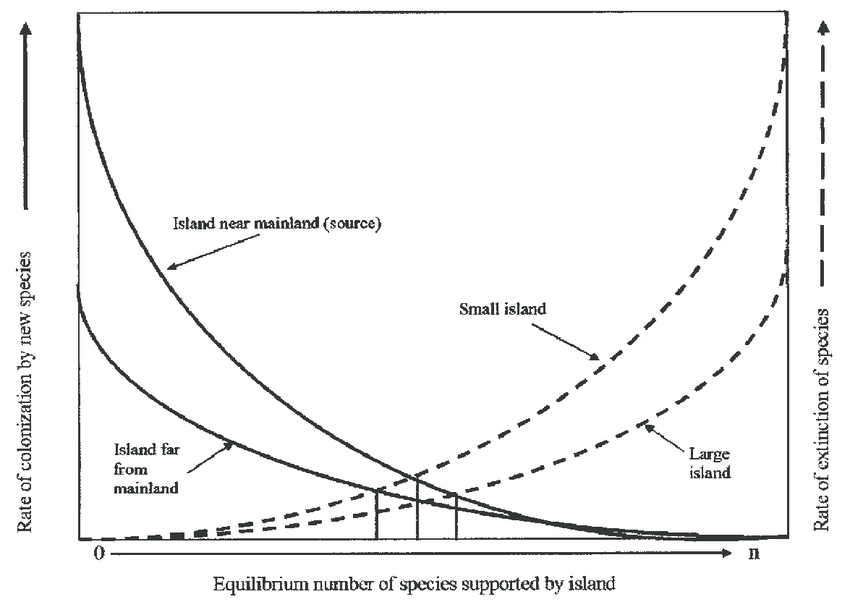 Rate of colonization by new species
Island near mainland (source)
Small island
Island far
from
mainland
Large
island
Rate of extinction of species
0
n
Equilibrium number of species supported by island